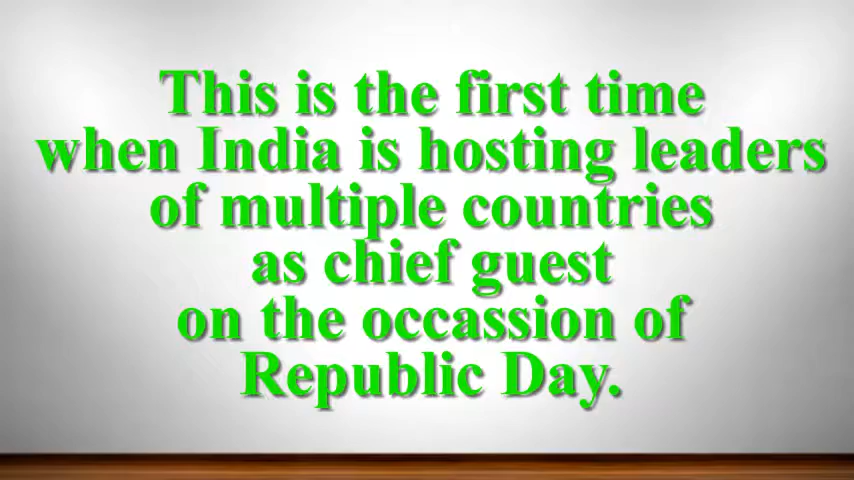 This is the first time
when India is hosting leaders
of multiple countries
as chief guest
on the occassion of
Republic Day.